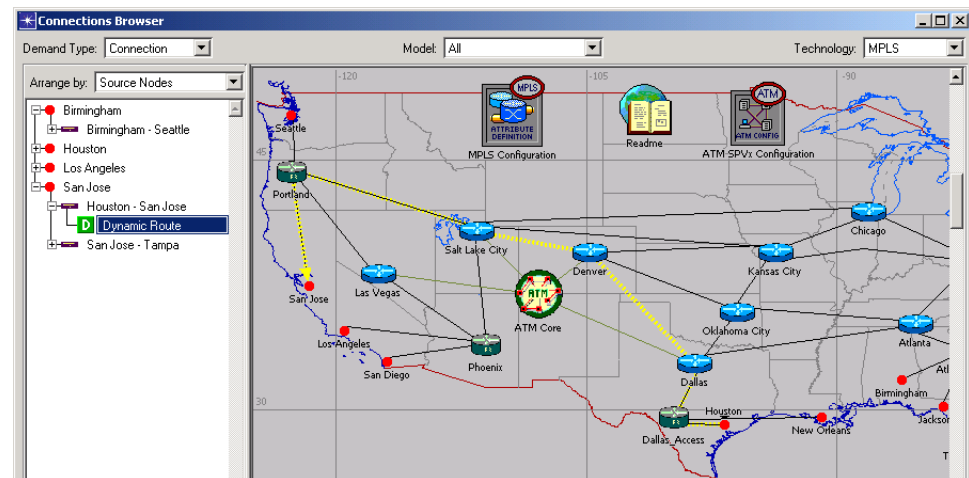 Connections Browser
Demand Type: Connection
Model: All
Technology: MPLS
Arrange by: Source Nodes
Birmingham
Birmingham - Seattle
Houston
Los Angeles
San Jose
Houston - San Jose
D Dynamic Route
San Jose - Tampa
-120
-105
-90
45
30
MPLS
ATTRIBUTE
DEFINITION
MPLS Configuration
Readme
ATM
ATM CONFIG
ATM SPVx Configuration
Seattle
Portland
Salt Lake City
Chicago
Denver
Kansas City
San Jose
Las Vegas
ATM
ATM Core
Oklahoma City
Los Angeles
Phoenix
San Diego
Atlanta
Dallas
Atl
Birmingham
Houston
Dallas_Access
New Orleans
Jackson
T